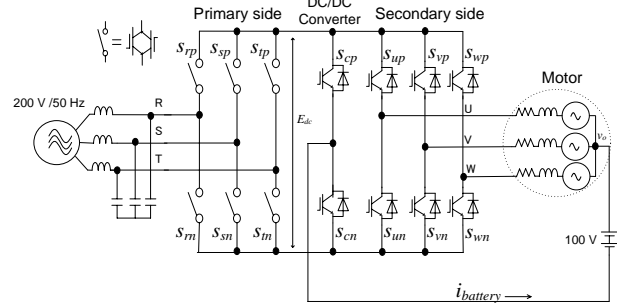 Primary side
DC/DC
Converter
Secondary side
s_rp
s_sp
s_tp
s_cp
s_up
s_vp
s_wp
Motor
200 V /50 Hz
R
S
T
E_dc
U
V
W
v_o
s_rn
s_sn
s_tn
s_cn
s_un
s_vn
s_wn
100 V
i_battery
=